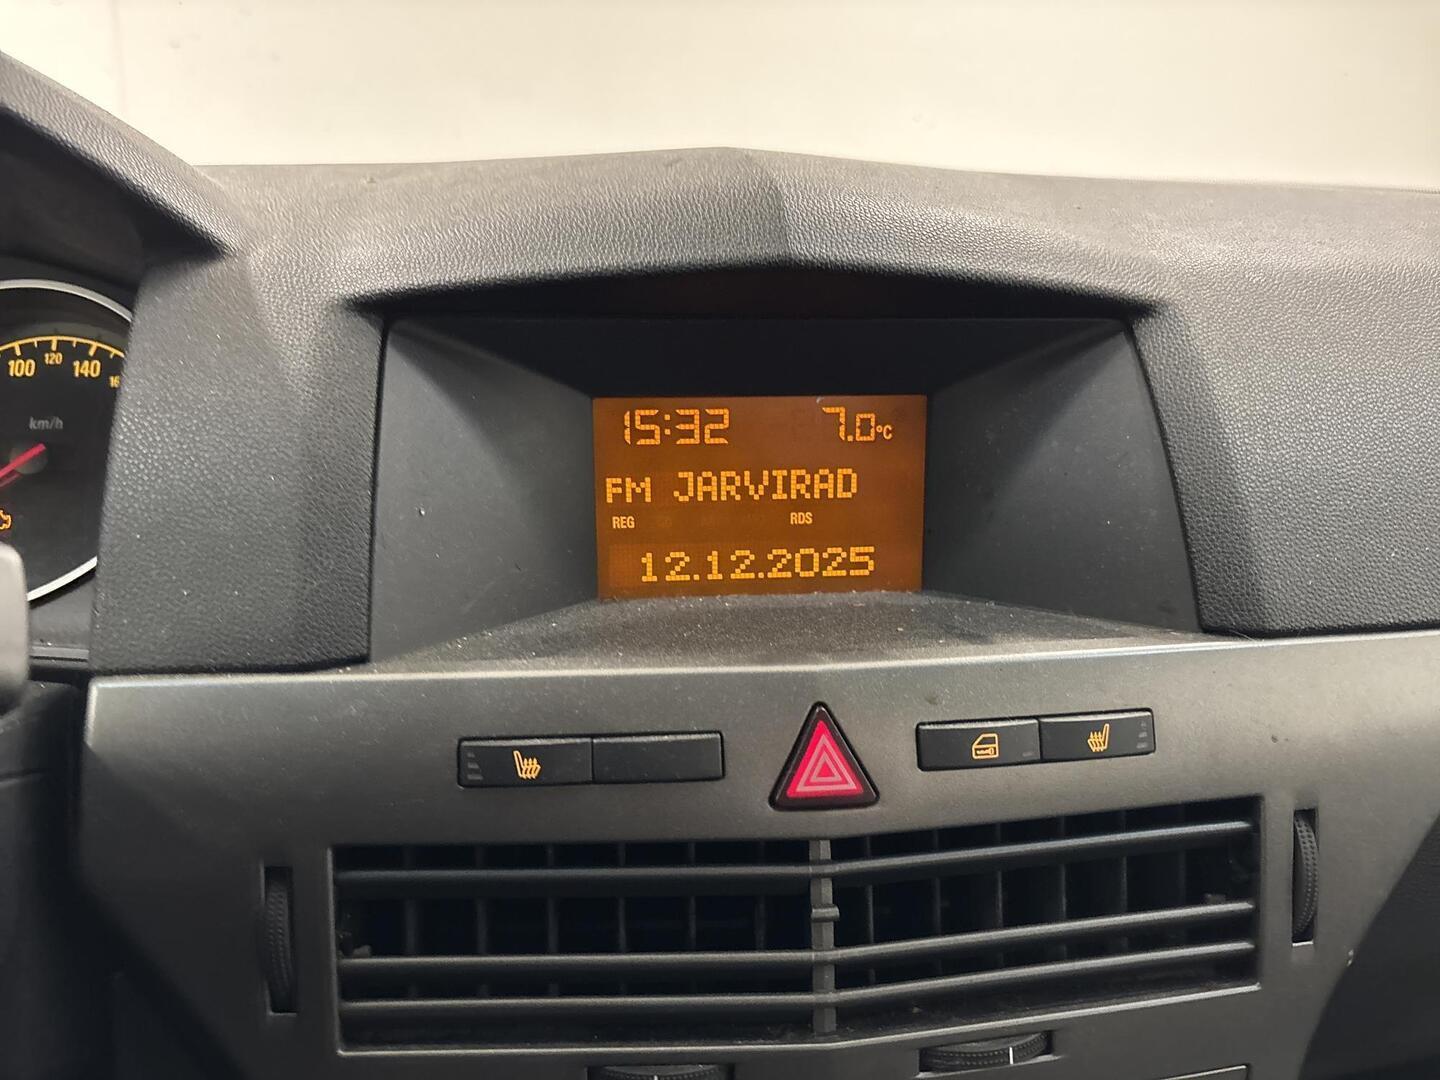 100 120 140
km/h
15:32 7.0°C
FM JARVIRAD
REG RDS
12.12.2025